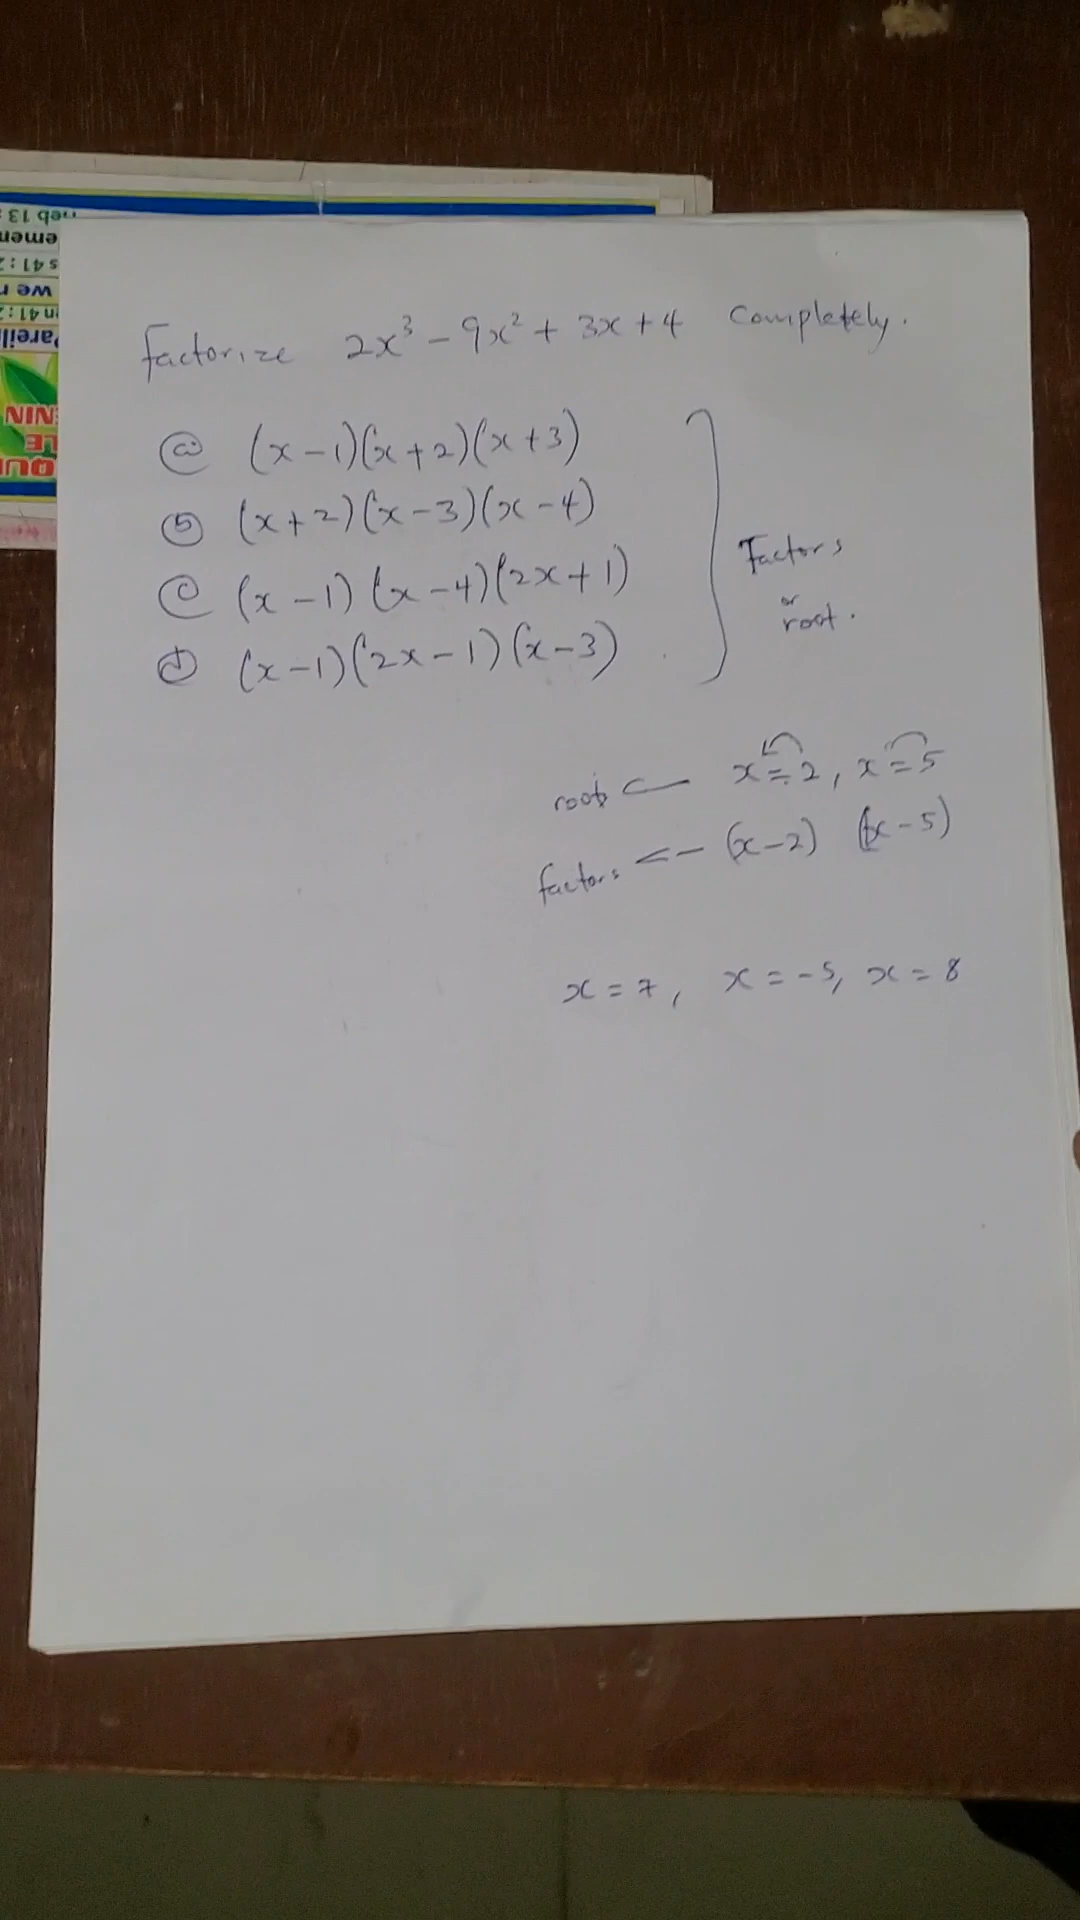 Factorize 2x³ - 9x² + 3x + 4 completely.
(a) (x-1)(x+2)(x+3)
(b) (x+2)(x-3)(x-4)
(c) (x-1)(x-4)(2x+1)
(d) (x-1)(2x-1)(x-3)
Factors
or
root.
roots ← x=2, x=5
factors ← (x-2) (x-5)
x=7, x=-5, x=8
NIN